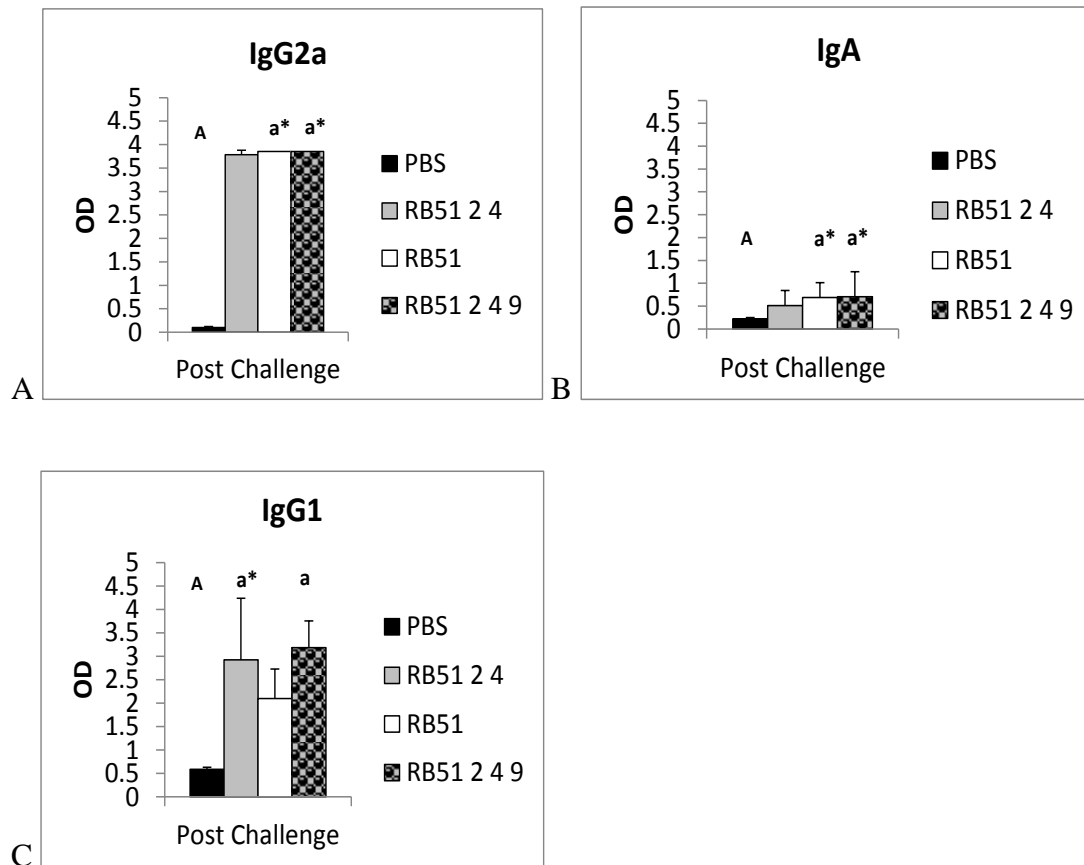 IgG2a
5
4.5
4
3.5
3
2.5
2
1.5
1
0.5
0
OD
A a* a*
PBS
RB51 2 4
RB51
RB51 2 4 9
Post Challenge
A
IgA
5
4.5
4
3.5
3
2.5
2
1.5
1
0.5
0
OD
A a* a*
PBS
RB51 2 4
RB51
RB51 2 4 9
Post Challenge
B
IgG1
5
4.5
4
3.5
3
2.5
2
1.5
1
0.5
0
OD
A a* a
PBS
RB51 2 4
RB51
RB51 2 4 9
Post Challenge
C